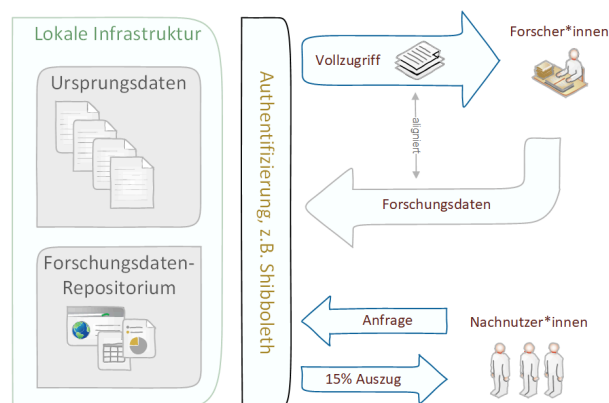 Lokale Infrastruktur
Ursprungsdaten
Forschungsdaten-
Repositorium
Authentifizierung, z.B. Shibboleth
Vollzugriff
Forscher*innen
aligniert
Forschungsdaten
Anfrage
Nachnutzer*innen
15% Auszug